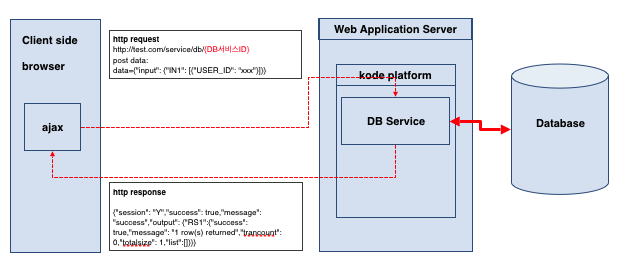 Client side
browser
ajax
http request
http://test.com/service/db/(DB서비스ID)
post data:
data={"input": {"IN1": [{"USER_ID": "xxx"}]}}
http response
{"session": "Y","success": true,"message":
"success","output": {"RS1":{"success":
true,"message": "1 row(s) returned","trancount":
0,"totalsize": 1,"list":[]}}}
Web Application Server
kode platform
DB Service
Database